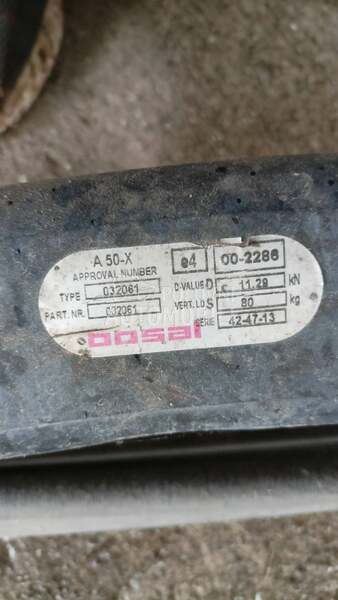 A 50-X
APPROVAL NUMBER
e4 00-2286
TYPE 032061
D-VALUE D 11.29 kN
PART.NR. 032061
VERT. LO S 80 kg
SERIE 42-47-13
bosal